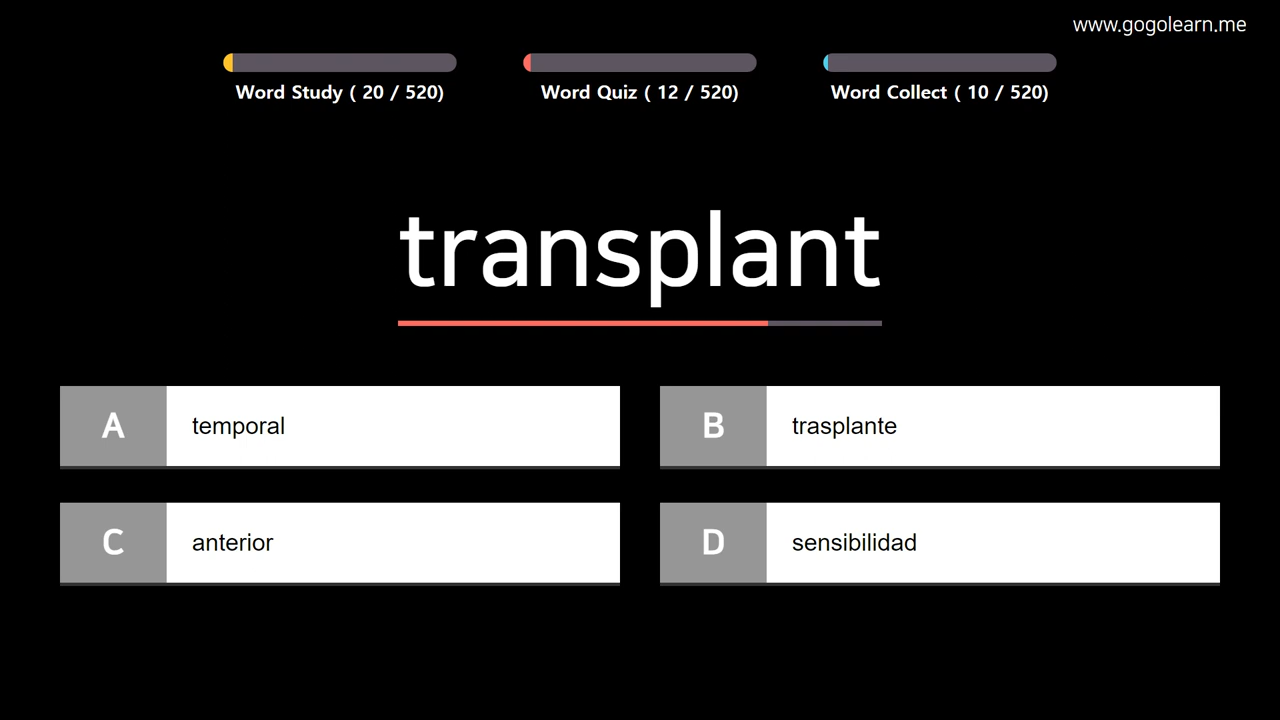 www.gogolearn.me
Word Study ( 20 / 520)
Word Quiz ( 12 / 520)
Word Collect ( 10 / 520)
transplant
A temporal
B trasplante
C anterior
D sensibilidad